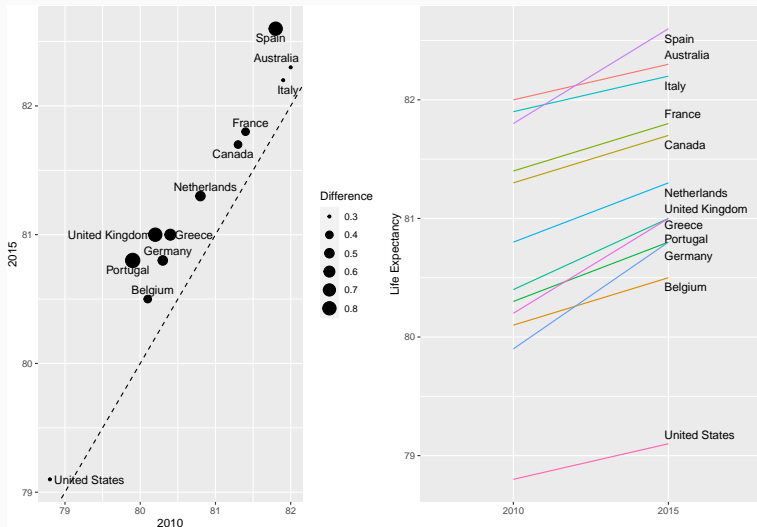 Spain
Australia
Italy
France
Canada
Netherlands
United Kingdom
Greece
Germany
Portugal
Belgium
United States
82
81
80
79
2015
79
80
81
82
2010
Difference
0.3
0.4
0.5
0.6
0.7
0.8
Spain
Australia
Italy
France
Canada
Netherlands
United Kingdom
Greece
Portugal
Germany
Belgium
United States
82
81
80
79
Life Expectancy
2010
2015